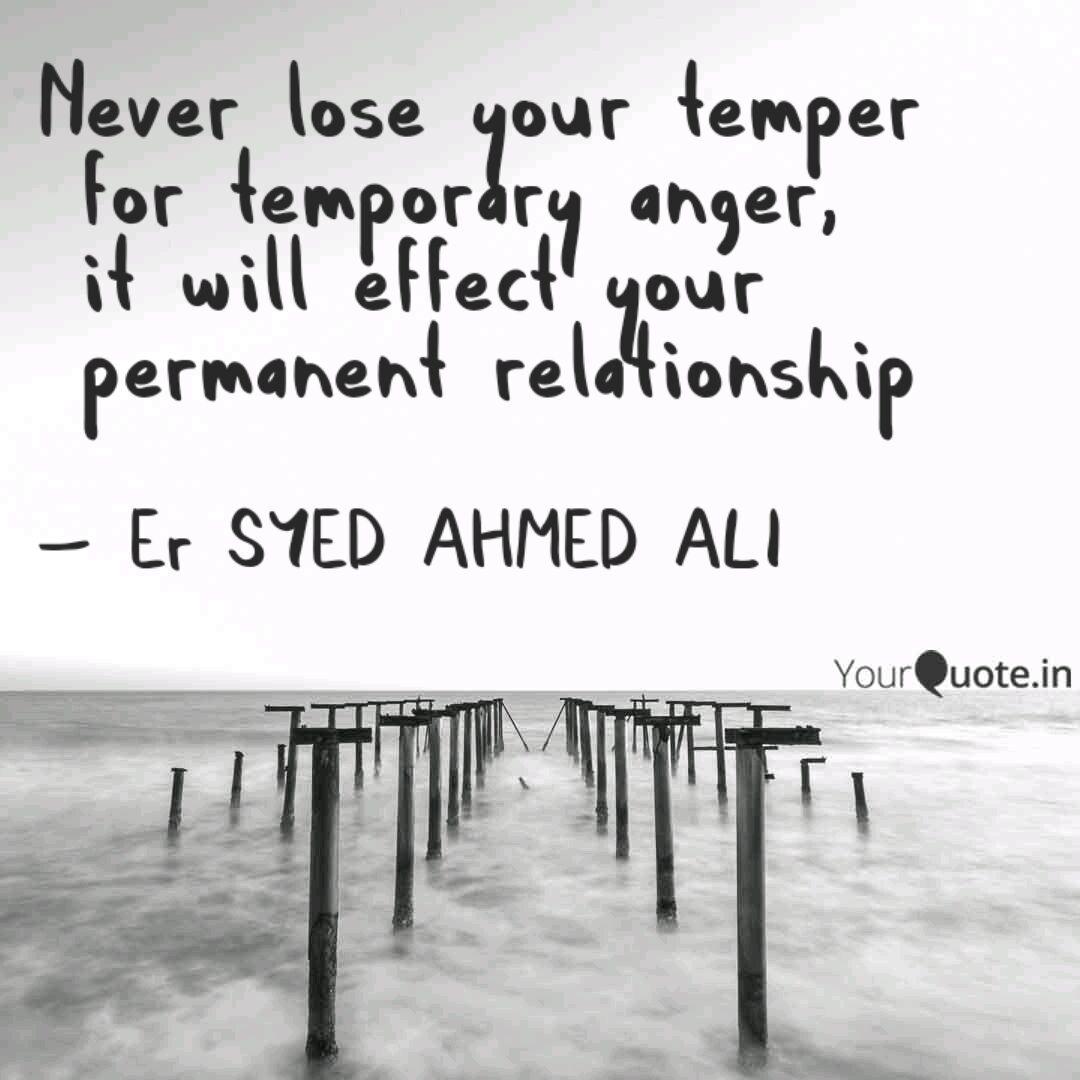 Never lose your temper
for temporary anger,
it will effect your
permanent relationship
— Er SYED AHMED ALI
YourQuote.in